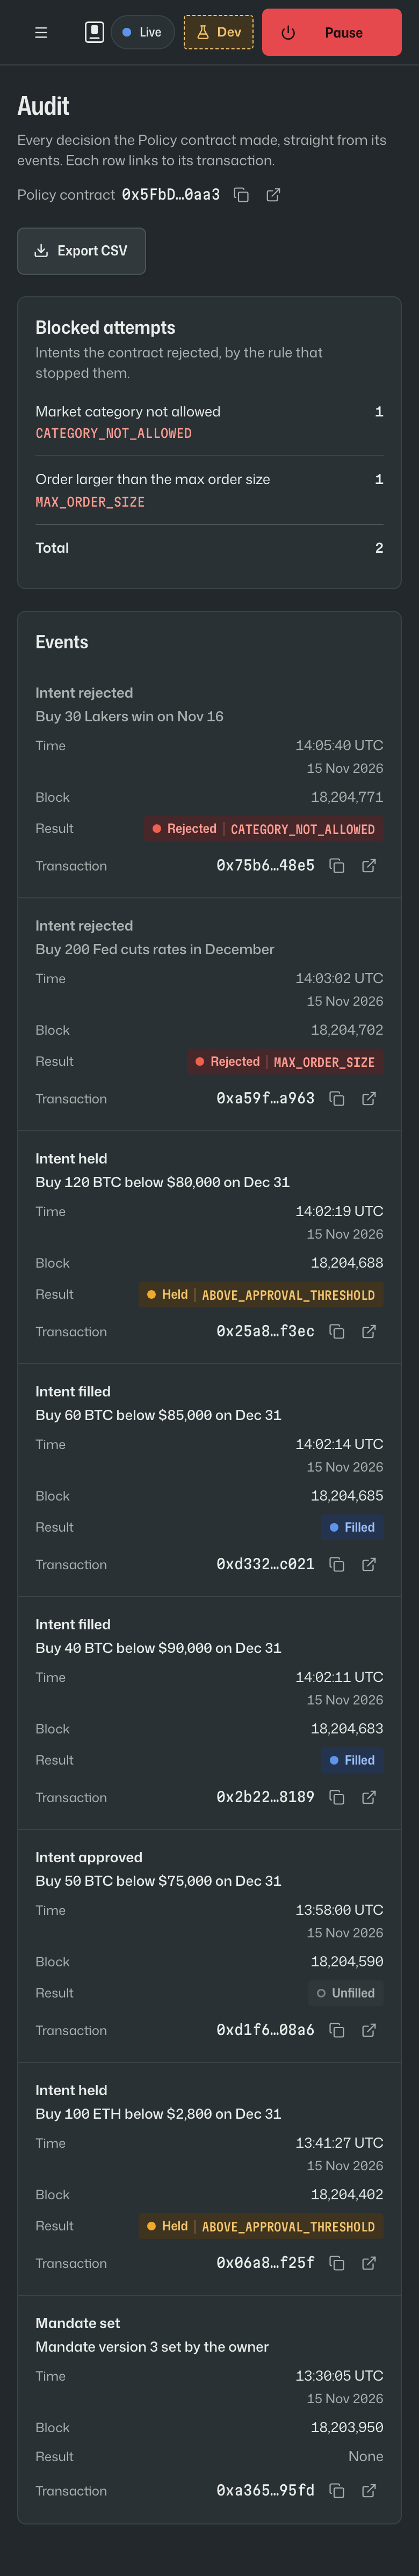 Live
Dev
Pause
Audit
Every decision the Policy contract made, straight from its
events. Each row links to its transaction.
Policy contract 0x5FbD…0aa3
Export CSV
Blocked attempts
Intents the contract rejected, by the rule that
stopped them.
Market category not allowed 1
CATEGORY_NOT_ALLOWED
Order larger than the max order size 1
MAX_ORDER_SIZE
Total 2
Events
Intent rejected
Buy 30 Lakers win on Nov 16
Time 14:05:40 UTC
15 Nov 2026
Block 18,204,771
Result Rejected | CATEGORY_NOT_ALLOWED
Transaction 0x75b6…48e5
Intent rejected
Buy 200 Fed cuts rates in December
Time 14:03:02 UTC
15 Nov 2026
Block 18,204,702
Result Rejected | MAX_ORDER_SIZE
Transaction 0xa59f…a963
Intent held
Buy 120 BTC below $80,000 on Dec 31
Time 14:02:19 UTC
15 Nov 2026
Block 18,204,688
Result Held | ABOVE_APPROVAL_THRESHOLD
Transaction 0x25a8…f3ec
Intent filled
Buy 60 BTC below $85,000 on Dec 31
Time 14:02:14 UTC
15 Nov 2026
Block 18,204,685
Result Filled
Transaction 0xd332…c021
Intent filled
Buy 40 BTC below $90,000 on Dec 31
Time 14:02:11 UTC
15 Nov 2026
Block 18,204,683
Result Filled
Transaction 0x2b22…8189
Intent approved
Buy 50 BTC below $75,000 on Dec 31
Time 13:58:00 UTC
15 Nov 2026
Block 18,204,590
Result Unfilled
Transaction 0xd1f6…08a6
Intent held
Buy 100 ETH below $2,800 on Dec 31
Time 13:41:27 UTC
15 Nov 2026
Block 18,204,402
Result Held | ABOVE_APPROVAL_THRESHOLD
Transaction 0x06a8…f25f
Mandate set
Mandate version 3 set by the owner
Time 13:30:05 UTC
15 Nov 2026
Block 18,203,950
Result None
Transaction 0xa365…95fd